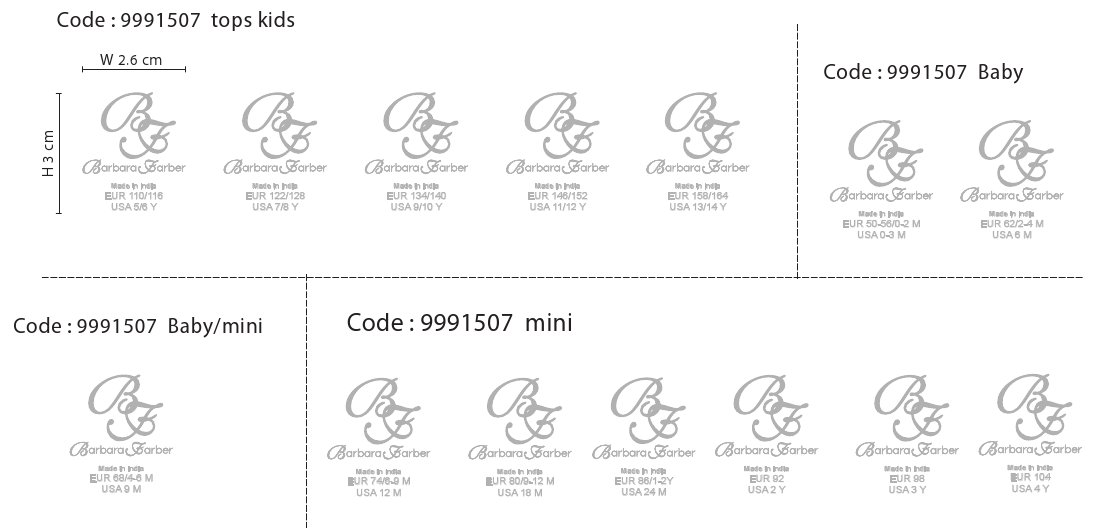 Code : 9991507 tops kids
W 2.6 cm
H 3 cm
BF
Barbara Farber
Made in India
EUR 110/116
USA 5/6 Y
BF
Barbara Farber
Made in India
EUR 122/128
USA 7/8 Y
BF
Barbara Farber
Made in India
EUR 134/140
USA 9/10 Y
BF
Barbara Farber
Made in India
EUR 146/152
USA 11/12 Y
BF
Barbara Farber
Made in India
EUR 158/164
USA 13/14 Y
Code : 9991507 Baby
BF
Barbara Farber
Made in India
EUR 50-56/0-2 M
USA 0-3 M
BF
Barbara Farber
Made in India
EUR 62/2-4 M
USA 6 M
Code : 9991507 Baby/mini
BF
Barbara Farber
Made in India
EUR 68/4-6 M
USA 9 M
Code : 9991507 mini
BF
Barbara Farber
Made in India
EUR 74/6-9 M
USA 12 M
BF
Barbara Farber
Made in India
EUR 80/9-12 M
USA 18 M
BF
Barbara Farber
Made in India
EUR 86/1-2Y
USA 24 M
BF
Barbara Farber
Made in India
EUR 92
USA 2 Y
BF
Barbara Farber
Made in India
EUR 98
USA 3 Y
BF
Barbara Farber
Made in India
EUR 104
USA 4 Y